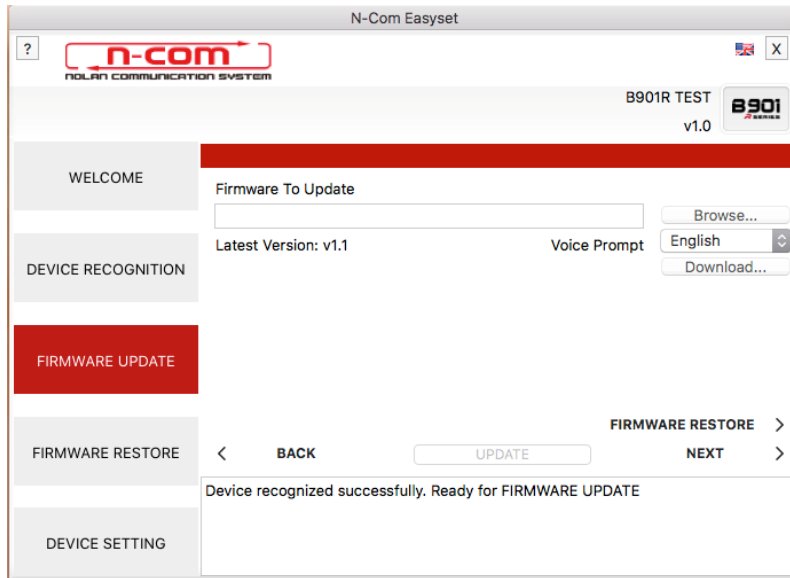 N-Com Easyset
?
n-com
X
NOLAN COMMUNICATION SYSTEM
B901R TEST
v1.0
B901
R SERIES
WELCOME
DEVICE RECOGNITION
FIRMWARE UPDATE
FIRMWARE RESTORE
DEVICE SETTING
Firmware To Update
Browse...
Latest Version: v1.1
Voice Prompt
English
Download...
FIRMWARE RESTORE >
< BACK
UPDATE
NEXT >
Device recognized successfully. Ready for FIRMWARE UPDATE